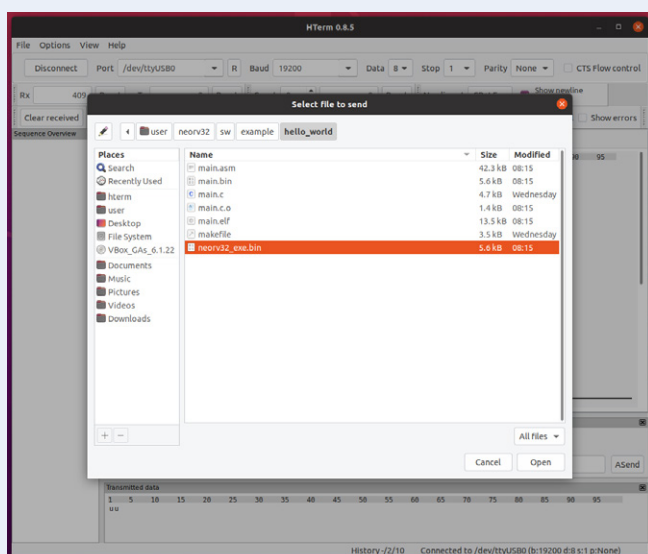 HTerm 0.8.5
File Options View Help
Disconnect Port /dev/ttyUSB0 R Baud 19200 Data 8 Stop 1 Parity None CTS Flow control
Rx 409
Show newline
Select file to send
Clear received
Show errors
user neorv32 sw example hello_world
Sequence Overview
Places Name Size Modified
95
Search main.asm 42.3 kB 08:15
Recently Used main.bin 5.6 kB 08:15
hterm main.c 4.7 kB Wednesday
user main.c.o 1.4 kB 08:15
Desktop main.elf 13.5 kB 08:15
File System makefile 3.5 kB Wednesday
VBox_GAs_6.1.22 neorv32_exe.bin 5.6 kB 08:15
Documents
Music
Pictures
Videos
Downloads
All files
Cancel Open
ASend
Transmitted data
1 5 10 15 20 25 30 35 40 45 50 55 60 65 70 75 80 85 90 95
uu
History -/2/10 Connected to /dev/ttyUSB0 (b:19200 d:8 s:1 p:None)